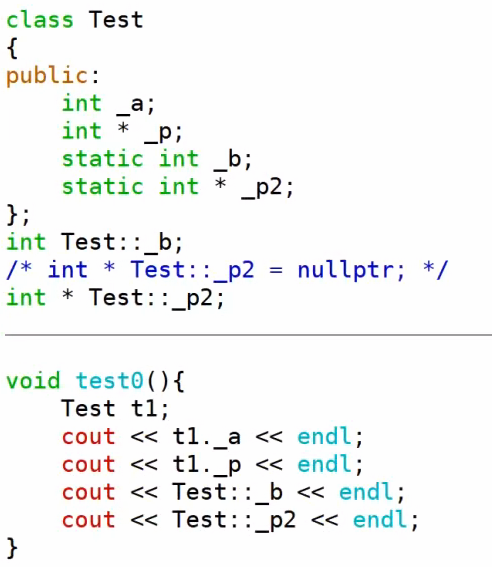 class Test
{
public:
    int _a;
    int * _p;
    static int _b;
    static int * _p2;
};
int Test::_b;
/* int * Test::_p2 = nullptr; */
int * Test::_p2;
void test0(){
    Test t1;
    cout << t1._a << endl;
    cout << t1._p << endl;
    cout << Test::_b << endl;
    cout << Test::_p2 << endl;
}